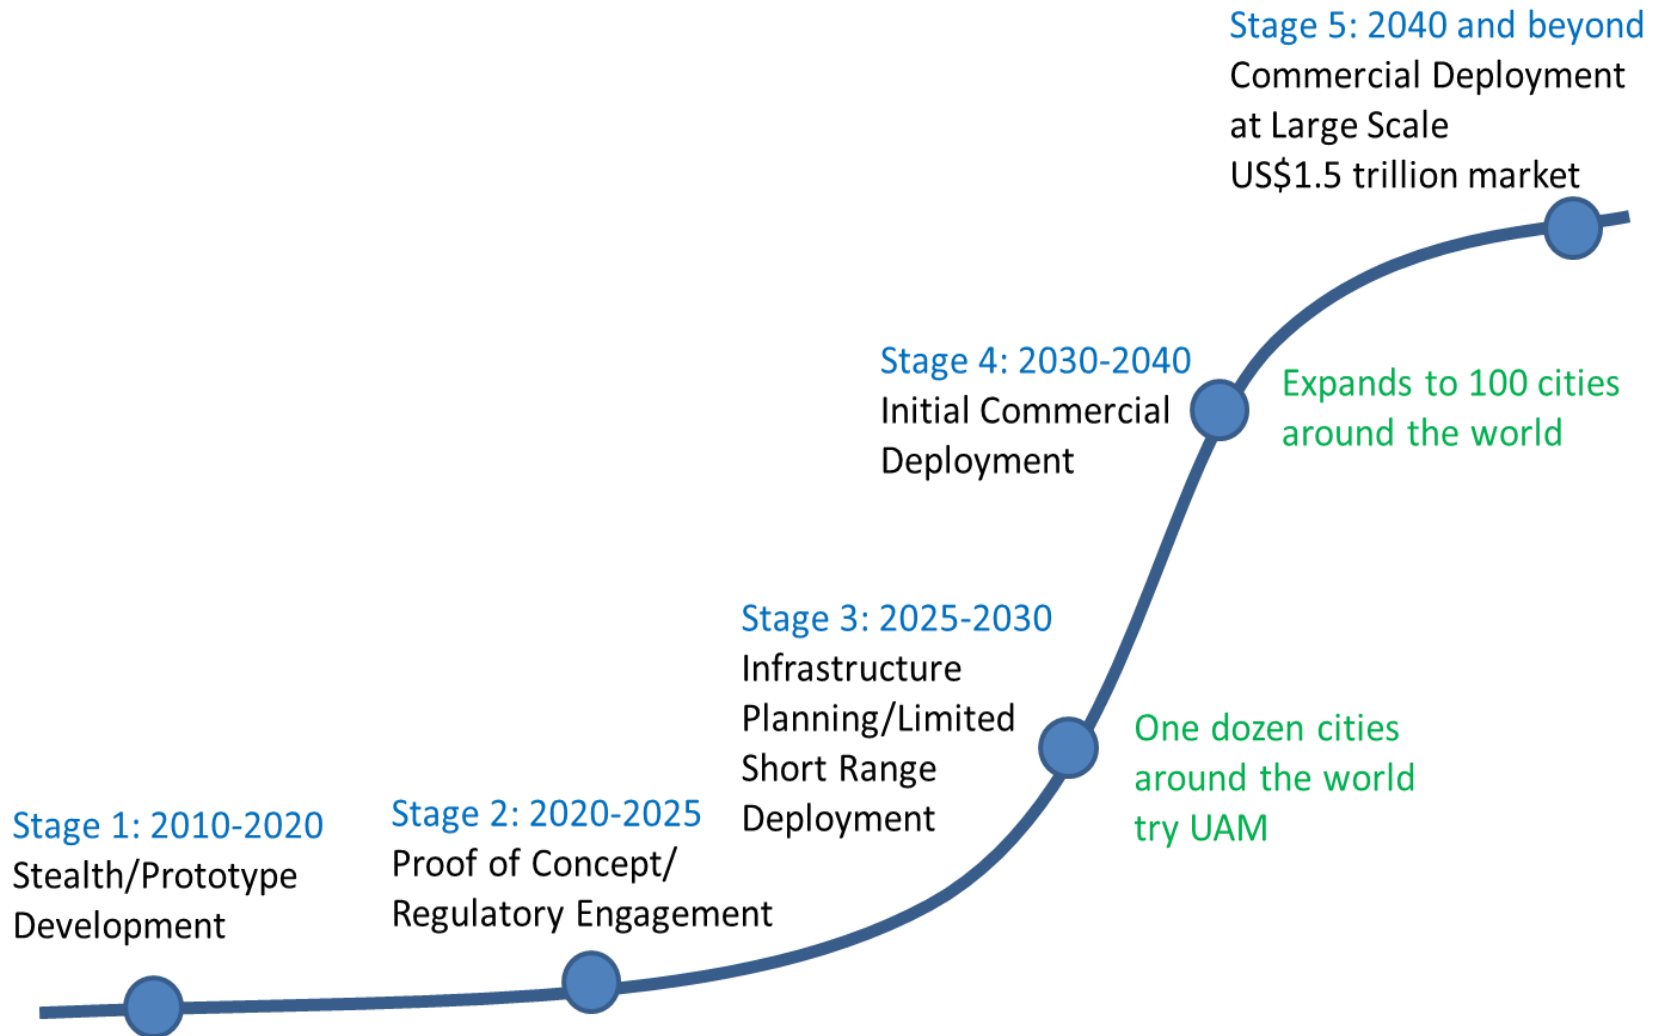 Stage 5: 2040 and beyond
Commercial Deployment
at Large Scale
US$1.5 trillion market
Stage 4: 2030-2040
Initial Commercial
Deployment
Expands to 100 cities
around the world
Stage 3: 2025-2030
Infrastructure
Planning/Limited
Short Range
Deployment
One dozen cities
around the world
try UAM
Stage 1: 2010-2020
Stealth/Prototype
Development
Stage 2: 2020-2025
Proof of Concept/
Regulatory Engagement